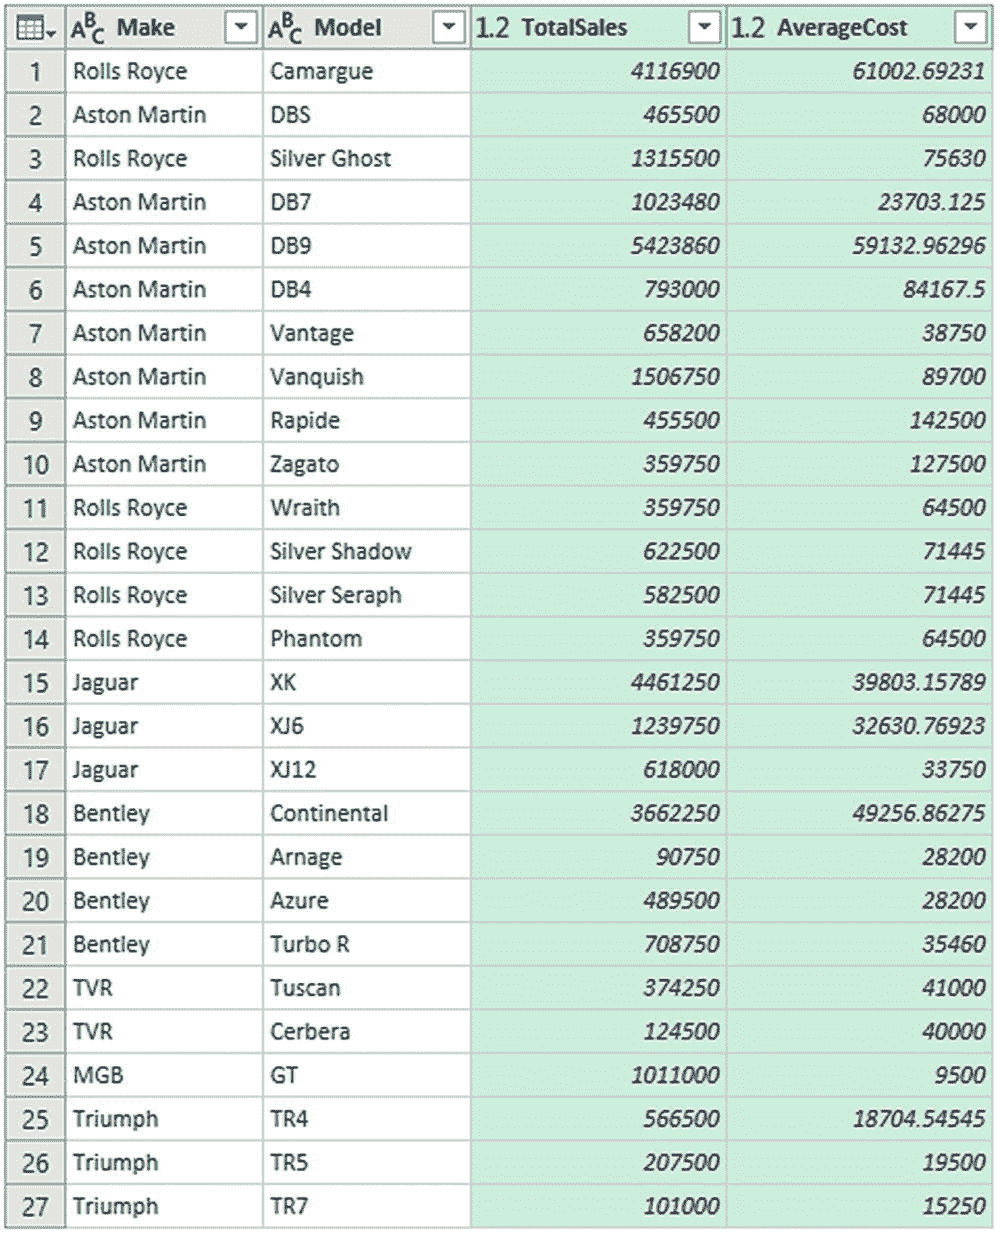 ABC Make ABC Model 1.2 TotalSales 1.2 AverageCost
1 Rolls Royce Camargue 4116900 61002.69231
2 Aston Martin DBS 465500 68000
3 Rolls Royce Silver Ghost 1315500 75630
4 Aston Martin DB7 1023480 23703.125
5 Aston Martin DB9 5423860 59132.96296
6 Aston Martin DB4 793000 84167.5
7 Aston Martin Vantage 658200 38750
8 Aston Martin Vanquish 1506750 89700
9 Aston Martin Rapide 455500 142500
10 Aston Martin Zagato 359750 127500
11 Rolls Royce Wraith 359750 64500
12 Rolls Royce Silver Shadow 622500 71445
13 Rolls Royce Silver Seraph 582500 71445
14 Rolls Royce Phantom 359750 64500
15 Jaguar XK 4461250 39803.15789
16 Jaguar XJ6 1239750 32630.76923
17 Jaguar XJ12 618000 33750
18 Bentley Continental 3662250 49256.86275
19 Bentley Arnage 90750 28200
20 Bentley Azure 489500 28200
21 Bentley Turbo R 708750 35460
22 TVR Tuscan 374250 41000
23 TVR Cerbera 124500 40000
24 MGB GT 1011000 9500
25 Triumph TR4 566500 18704.54545
26 Triumph TR5 207500 19500
27 Triumph TR7 101000 15250